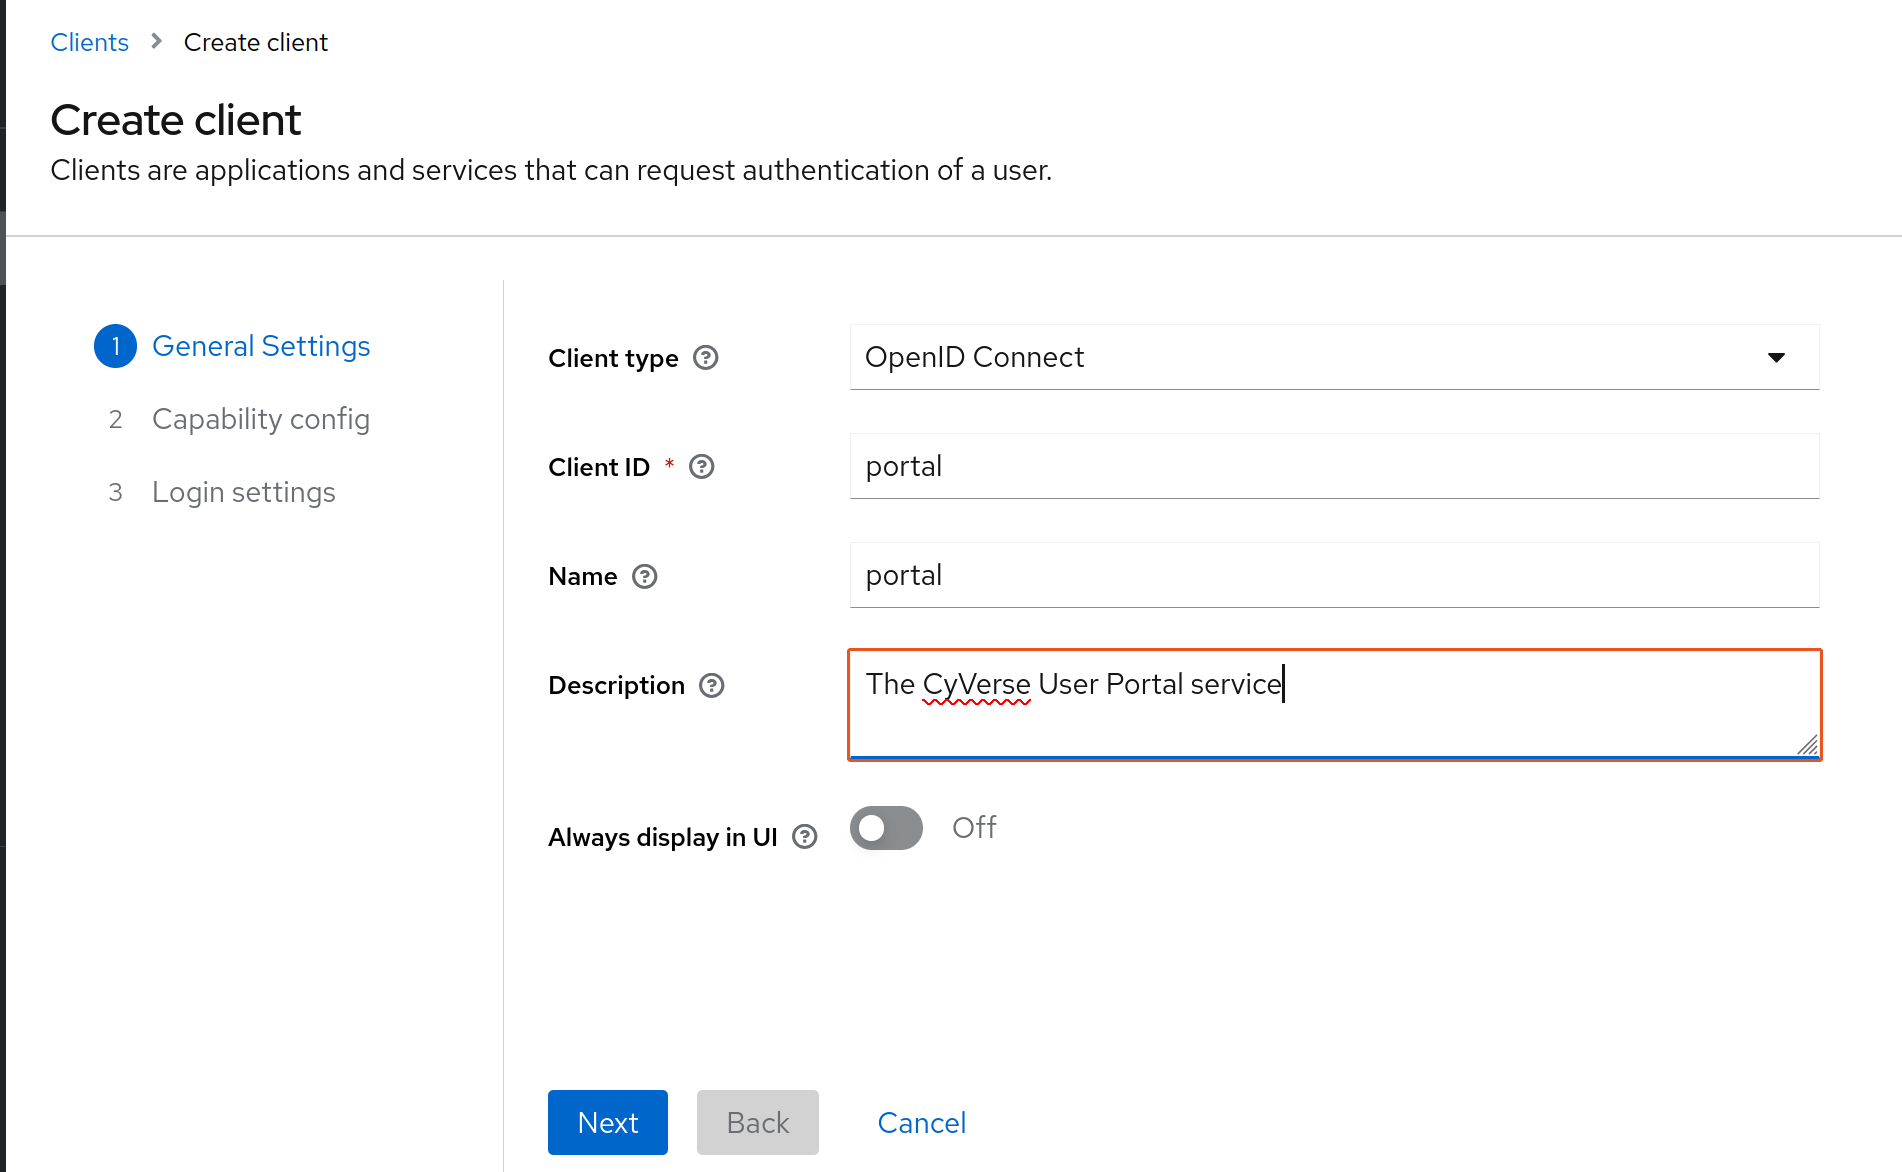 Clients > Create client
Create client
Clients are applications and services that can request authentication of a user.
1 General Settings
2 Capability config
3 Login settings
Client type ? OpenID Connect
Client ID * ? portal
Name ? portal
Description ? The CyVerse User Portal service
Always display in UI ? Off
Next Back Cancel